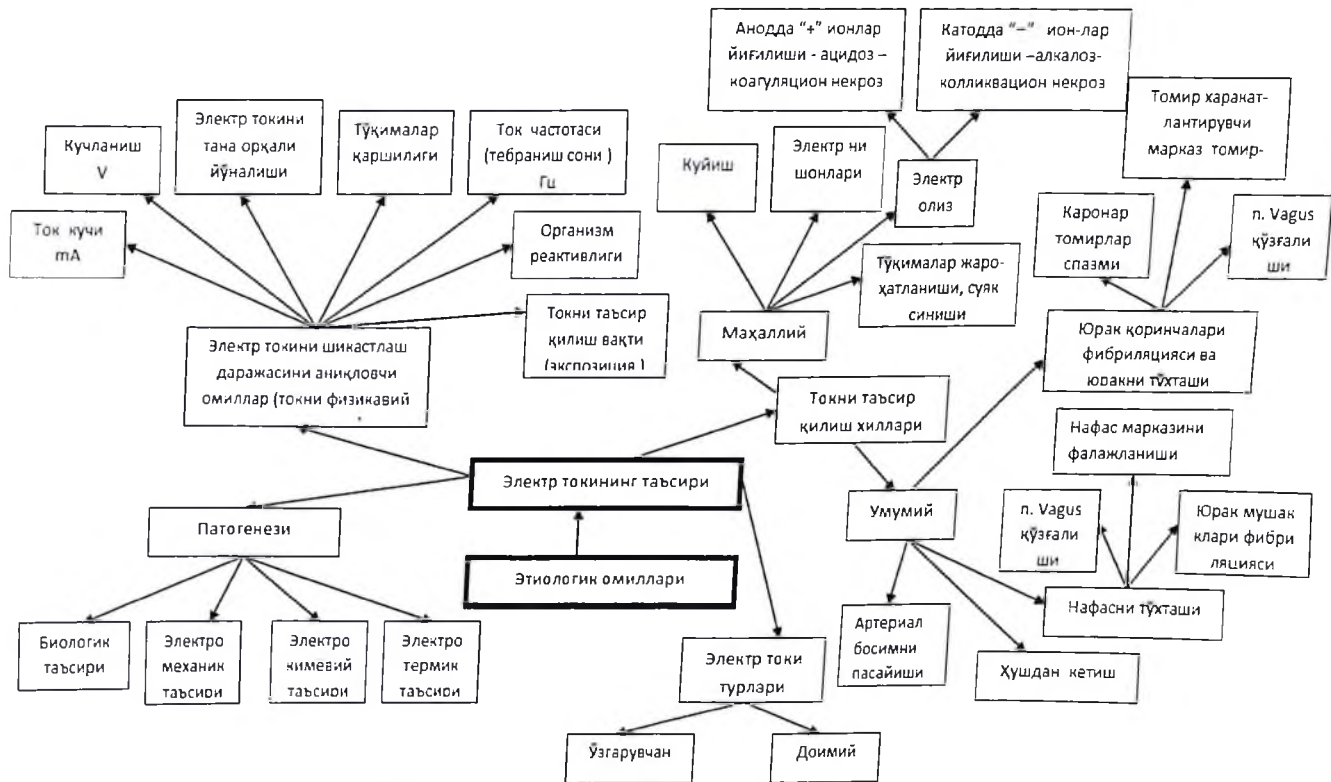 Анодда “+” ионлар
йиғилиши - ацидоз –
коагуляцион некроз
Катодда “–” ион-лар
йиғилиши –алкалоз-
колликвацион некроз
Томир харакат-
лантирувчи
марказ томир-
Кучланиш
V
Электр токини
тана орқали
йўналиши
Тўқималар
қаршилиги
Ток частотаси
(тебраниш сони )
Гц
Куйиш
Электр ни
шонлари
Электр
олиз
Каронар
томирлар
спазми
n. Vagus
қўзғали
ши
Ток кучи
mA
Организм
реактивлиги
Тўқималар жаро-
ҳатланиши, суяк
синиши
Токни таъсир
қилиш вақти
(экспозиция )
Маҳаллий
Юрак қоринчалари
фибриляцияси ва
юракни тўхташи
Электр токини шикастлаш
даражасини аниқловчи
омиллар (токни физикавий
Токни таъсир
қилиш хиллари
Нафас марказини
фалажланиши
Электр токининг таъсири
Умумий
n. Vagus
қўзғали
ши
Юрак мушак
клари фибри
ляцияси
Патогенези
Этиологик омиллари
Нафасни тўхташи
Биологик
таъсири
Электро
механик
таъсири
Электро
кимевий
таъсири
Электро
термик
таъсири
Электр токи
турлари
Артериал
босимни
пасайиши
Ҳушдан кетиш
Ўзгарувчан
Доимий